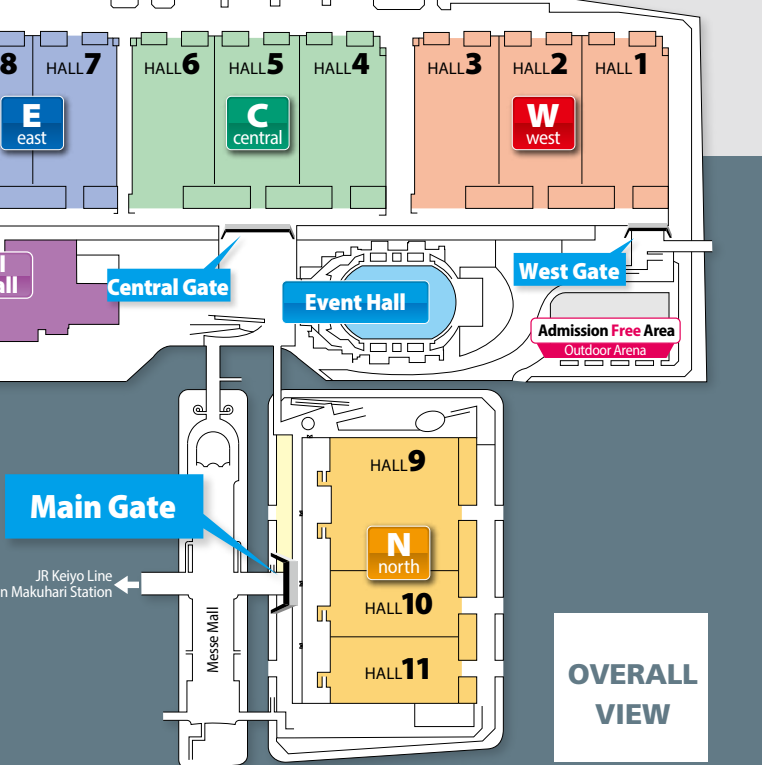 8
HALL7
HALL6
HALL5
HALL4
HALL3
HALL2
HALL1
E
east
C
central
W
west
all
Central Gate
Event Hall
West Gate
Admission Free Area
Outdoor Arena
HALL9
Main Gate
N
north
JR Keiyo Line
n Makuhari Station
HALL10
Messe Mall
HALL11
OVERALL
VIEW